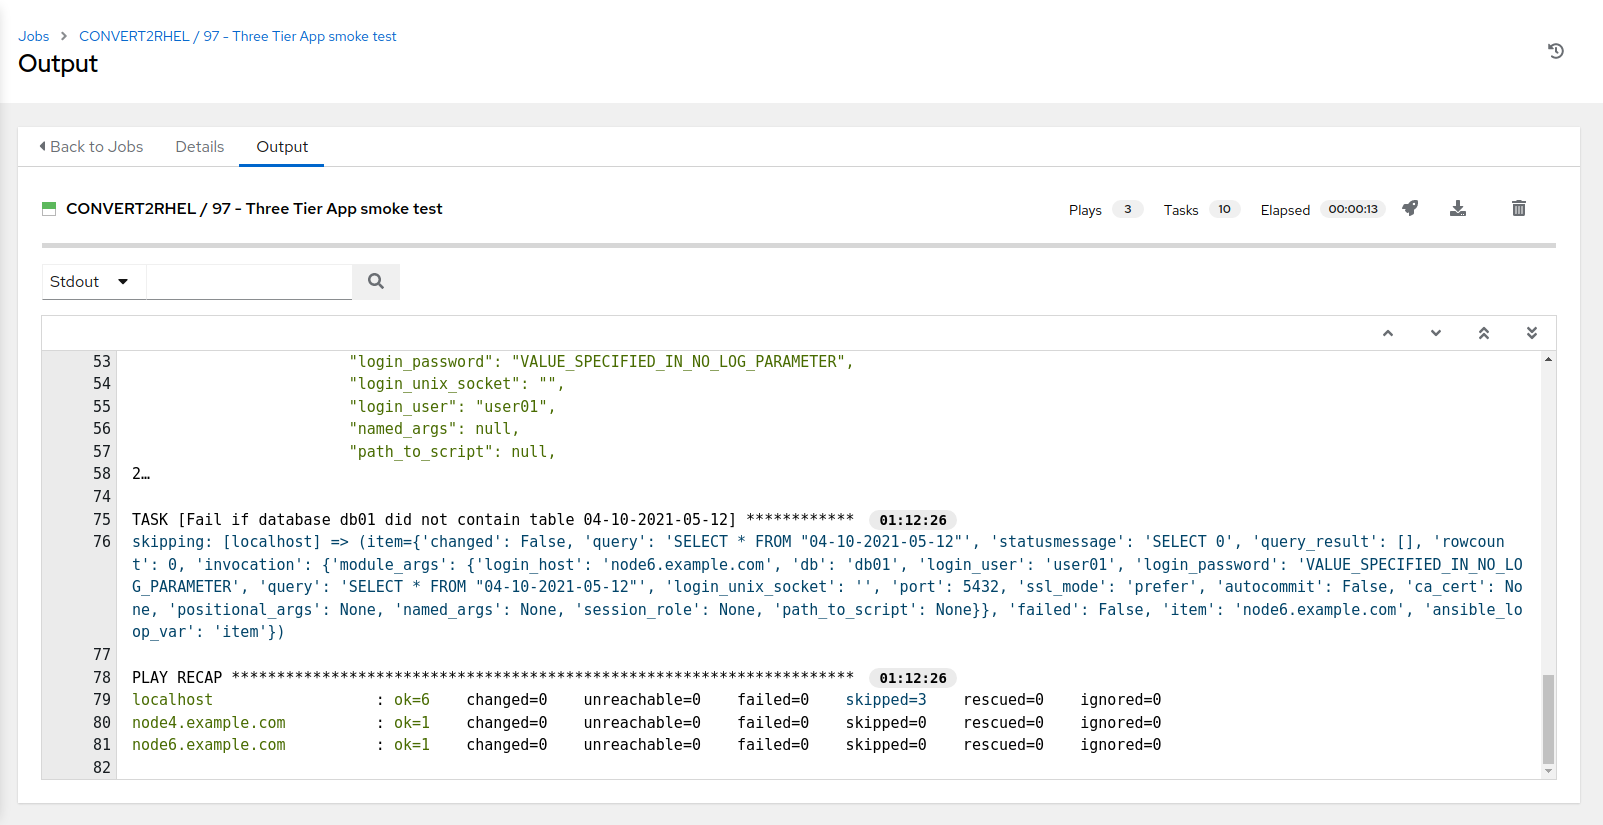 Jobs > CONVERT2RHEL / 97 - Three Tier App smoke test
Output
Back to Jobs Details Output
CONVERT2RHEL / 97 - Three Tier App smoke test Plays 3 Tasks 10 Elapsed 00:00:13
Stdout
53 "login_password": "VALUE_SPECIFIED_IN_NO_LOG_PARAMETER",
54 "login_unix_socket": "",
55 "login_user": "user01",
56 "named_args": null,
57 "path_to_script": null,
58 2…
74
75 TASK [Fail if database db01 did not contain table 04-10-2021-05-12] ************ 01:12:26
76 skipping: [localhost] => (item={'changed': False, 'query': 'SELECT * FROM "04-10-2021-05-12"', 'statusmessage': 'SELECT 0', 'query_result': [], 'rowcoun
t': 0, 'invocation': {'module_args': {'login_host': 'node6.example.com', 'db': 'db01', 'login_user': 'user01', 'login_password': 'VALUE_SPECIFIED_IN_NO_LO
G_PARAMETER', 'query': 'SELECT * FROM "04-10-2021-05-12"', 'login_unix_socket': '', 'port': 5432, 'ssl_mode': 'prefer', 'autocommit': False, 'ca_cert': No
ne, 'positional_args': None, 'named_args': None, 'session_role': None, 'path_to_script': None}}, 'failed': False, 'item': 'node6.example.com', 'ansible_lo
op_var': 'item'})
77
78 PLAY RECAP ********************************************************************* 01:12:26
79 localhost : ok=6 changed=0 unreachable=0 failed=0 skipped=3 rescued=0 ignored=0
80 node4.example.com : ok=1 changed=0 unreachable=0 failed=0 skipped=0 rescued=0 ignored=0
81 node6.example.com : ok=1 changed=0 unreachable=0 failed=0 skipped=0 rescued=0 ignored=0
82